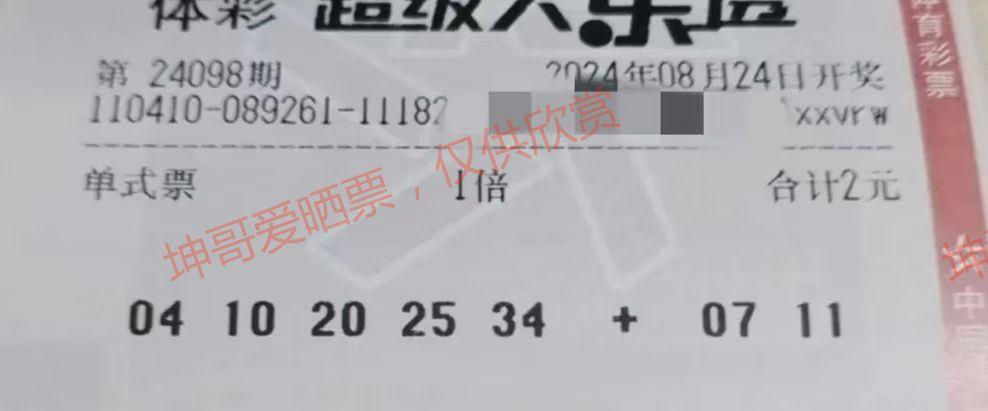 体彩 超级大乐透
第 24098期 2024年08月24日开奖
110410-089261-11182 xxvrw
单式票 1倍 合计2元
坤哥爱晒票，仅供欣赏
04 10 20 25 34 + 07 11
体育彩票
坤
中国